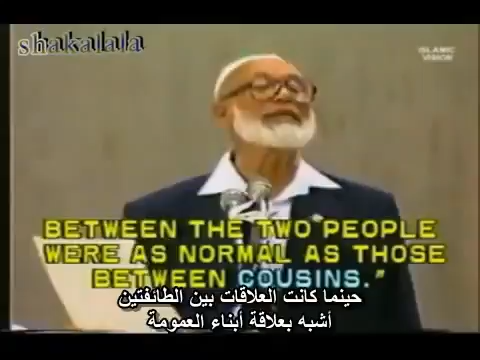 shakalala
ISLAMIC
VISION
BETWEEN THE TWO PEOPLE
WERE AS NORMAL AS THOSE
BETWEEN COUSINS."
حينما كانت العلاقات بين الطائفتين
أشبه بعلاقة أبناء العمومة